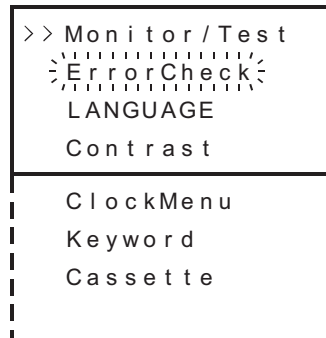 >> Monitor/Test
ErrorCheck
LANGUAGE
Contrast
ClockMenu
Keyword
Cassette